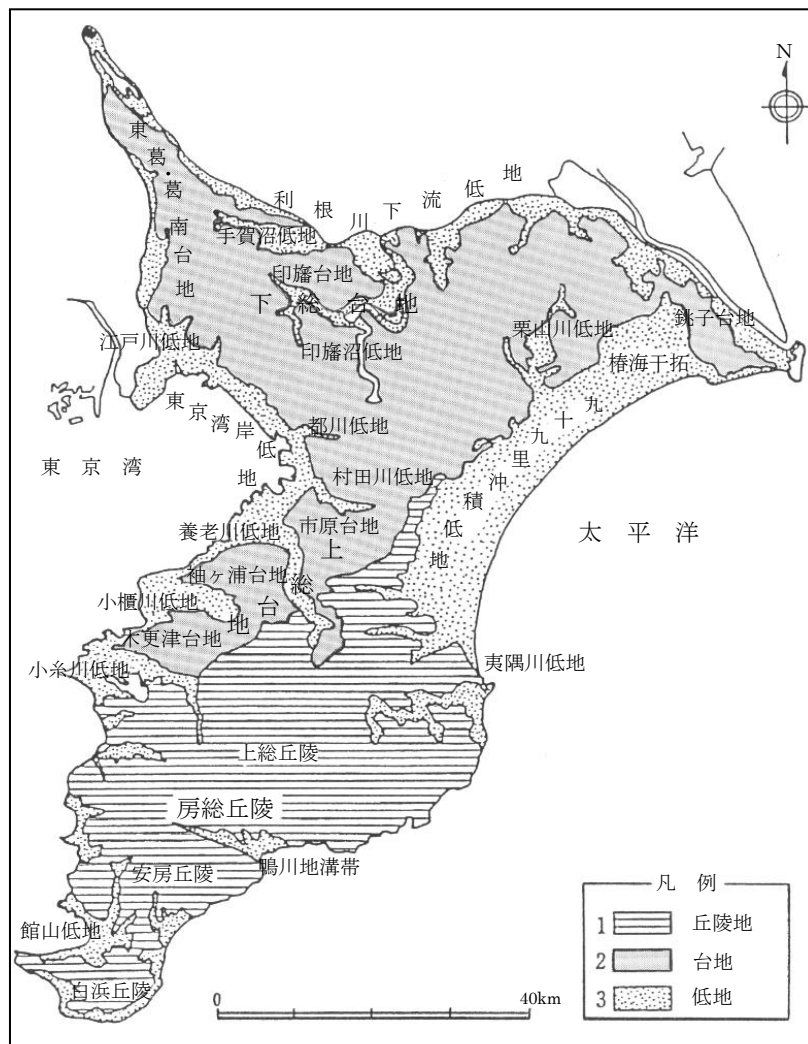 N
東葛・葛南台地
利根川下流低地
手賀沼低地
印旛台地
下総台地
印旛沼低地
栗山川低地
銚子台地
椿海干拓
江戸川低地
東京湾岸低地
都川低地
九十九里沖積低地
東京湾
村田川低地
太平洋
養老川低地
市原台地
上総台地
袖ヶ浦台地
小櫃川低地
木更津台地
小糸川低地
夷隅川低地
上総丘陵
房総丘陵
鴨川地溝帯
安房丘陵
館山低地
白浜丘陵
凡例
1 丘陵地
2 台地
3 低地
0 40km